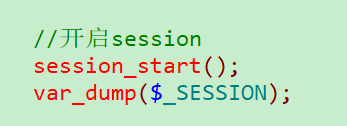 //开启session
session_start();
var_dump($_SESSION);